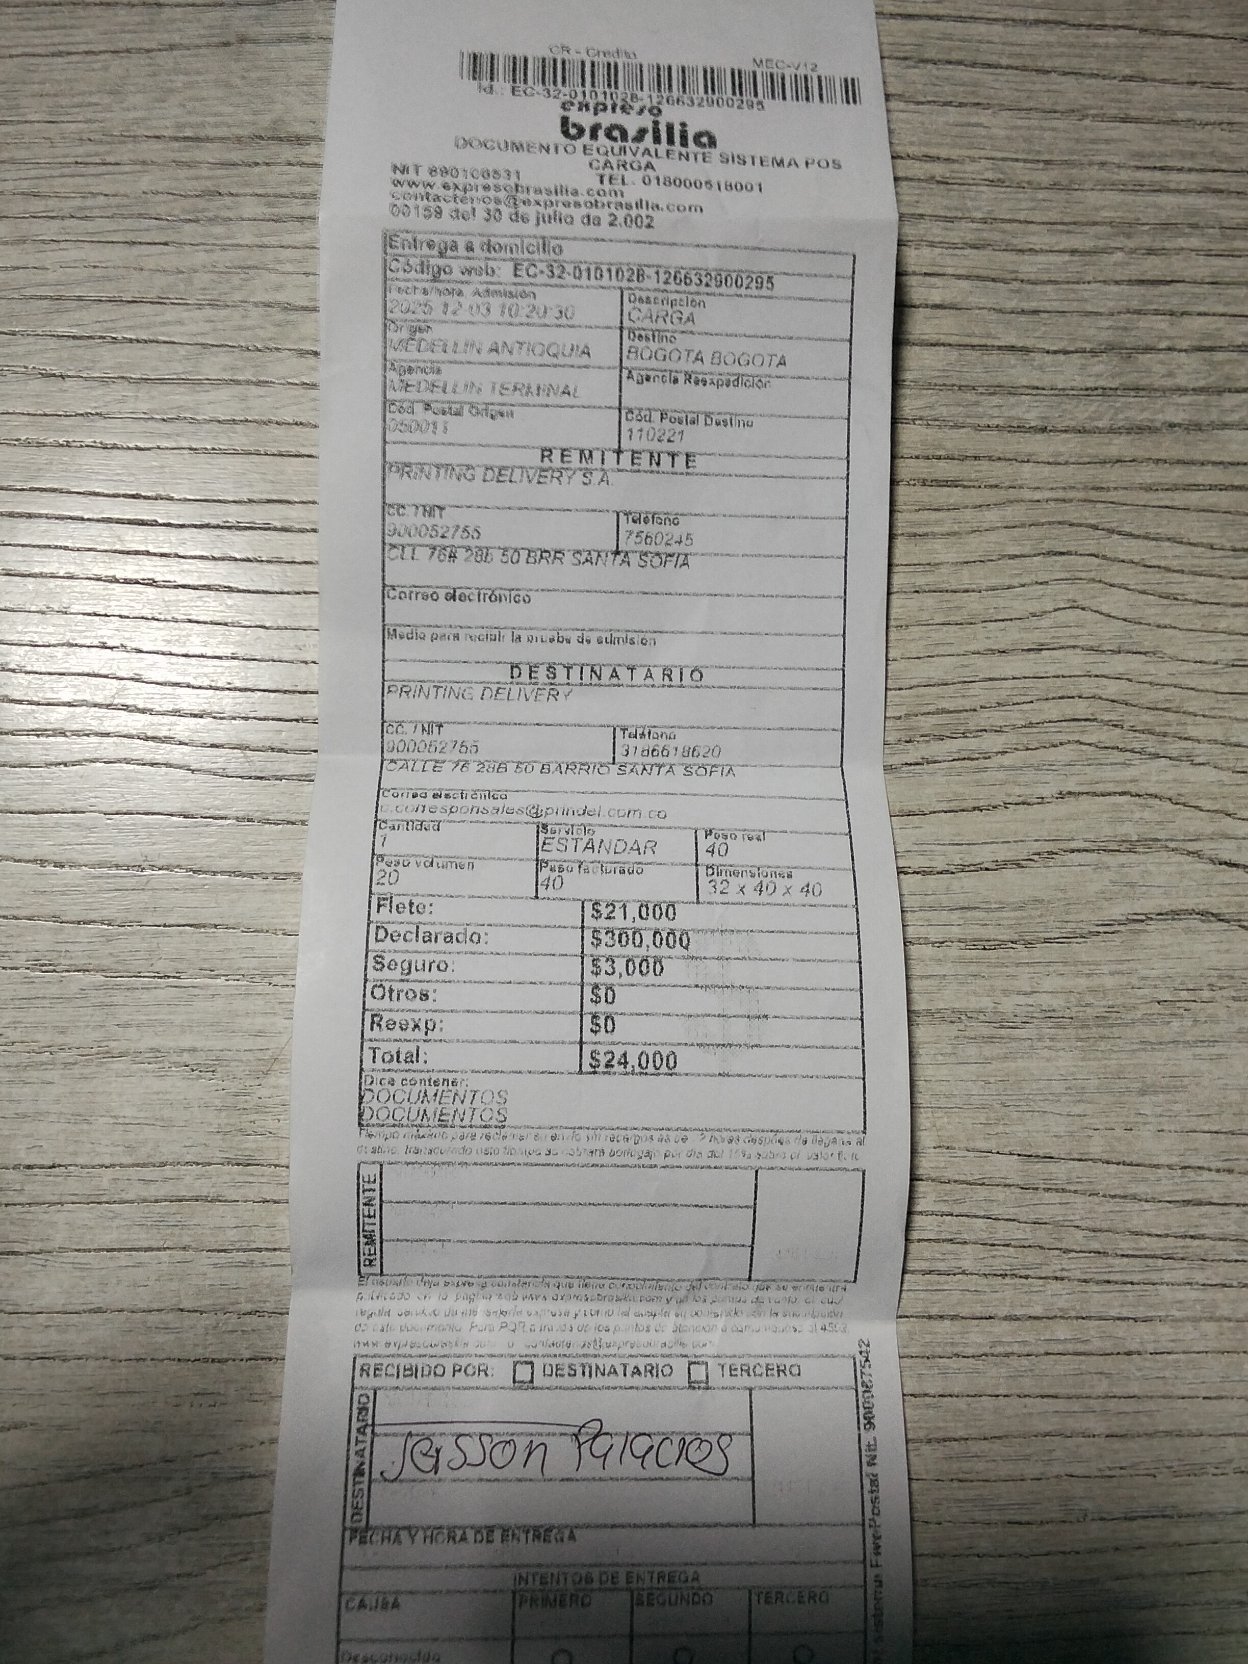 CR - Credito MEC-V12
Id.: EC-32-0101028-126632900295
expreso
brasilia
DOCUMENTO EQUIVALENTE SISTEMA POS
CARGA
NIT 890100531 TEL. 018000518001
www.expresobrasilia.com
contactenos@expresobrasilia.com
00159 del 30 de julio de 2.002
Entrega a domicilio
Código web: EC-32-0101028-126632900295
Fecha/hora Admisión Descripción
2025-12-03 10:20:30 CARGA
Origen Destino
MEDELLIN ANTIOQUIA BOGOTA BOGOTA
Agencia Agencia Reexpedición
MEDELLIN TERMINAL
Cód. Postal Origen Cód. Postal Destino
050011 110221
REMITENTE
PRINTING DELIVERY S.A.
CC. / NIT Teléfono
900052755 7560245
CLL 76# 28b 50 BRR SANTA SOFIA
Correo electrónico
Medio para recibir la prueba de admisión
DESTINATARIO
PRINTING DELIVERY
CC. / NIT Teléfono
900052755 3186618620
CALLE 76 28B 50 BARRIO SANTA SOFIA
Correo electrónico
c.corresponsales@prindel.com.co
Cantidad Servicio Peso real
1 ESTANDAR 40
Peso volumen Peso facturado Dimensiones
20 40 32 x 40 x 40
Flete: $21,000
Declarado: $300,000
Seguro: $3,000
Otros: $0
Reexp: $0
Total: $24,000
Dice contener:
DOCUMENTOS
DOCUMENTOS
REMITENTE
RECIBIDO POR: DESTINATARIO TERCERO
DESTINATARIO
Jeisson Palacios
FECHA Y HORA DE ENTREGA
INTENTOS DE ENTREGA
CAUSA PRIMERO SEGUNDO TERCERO
Desconocido